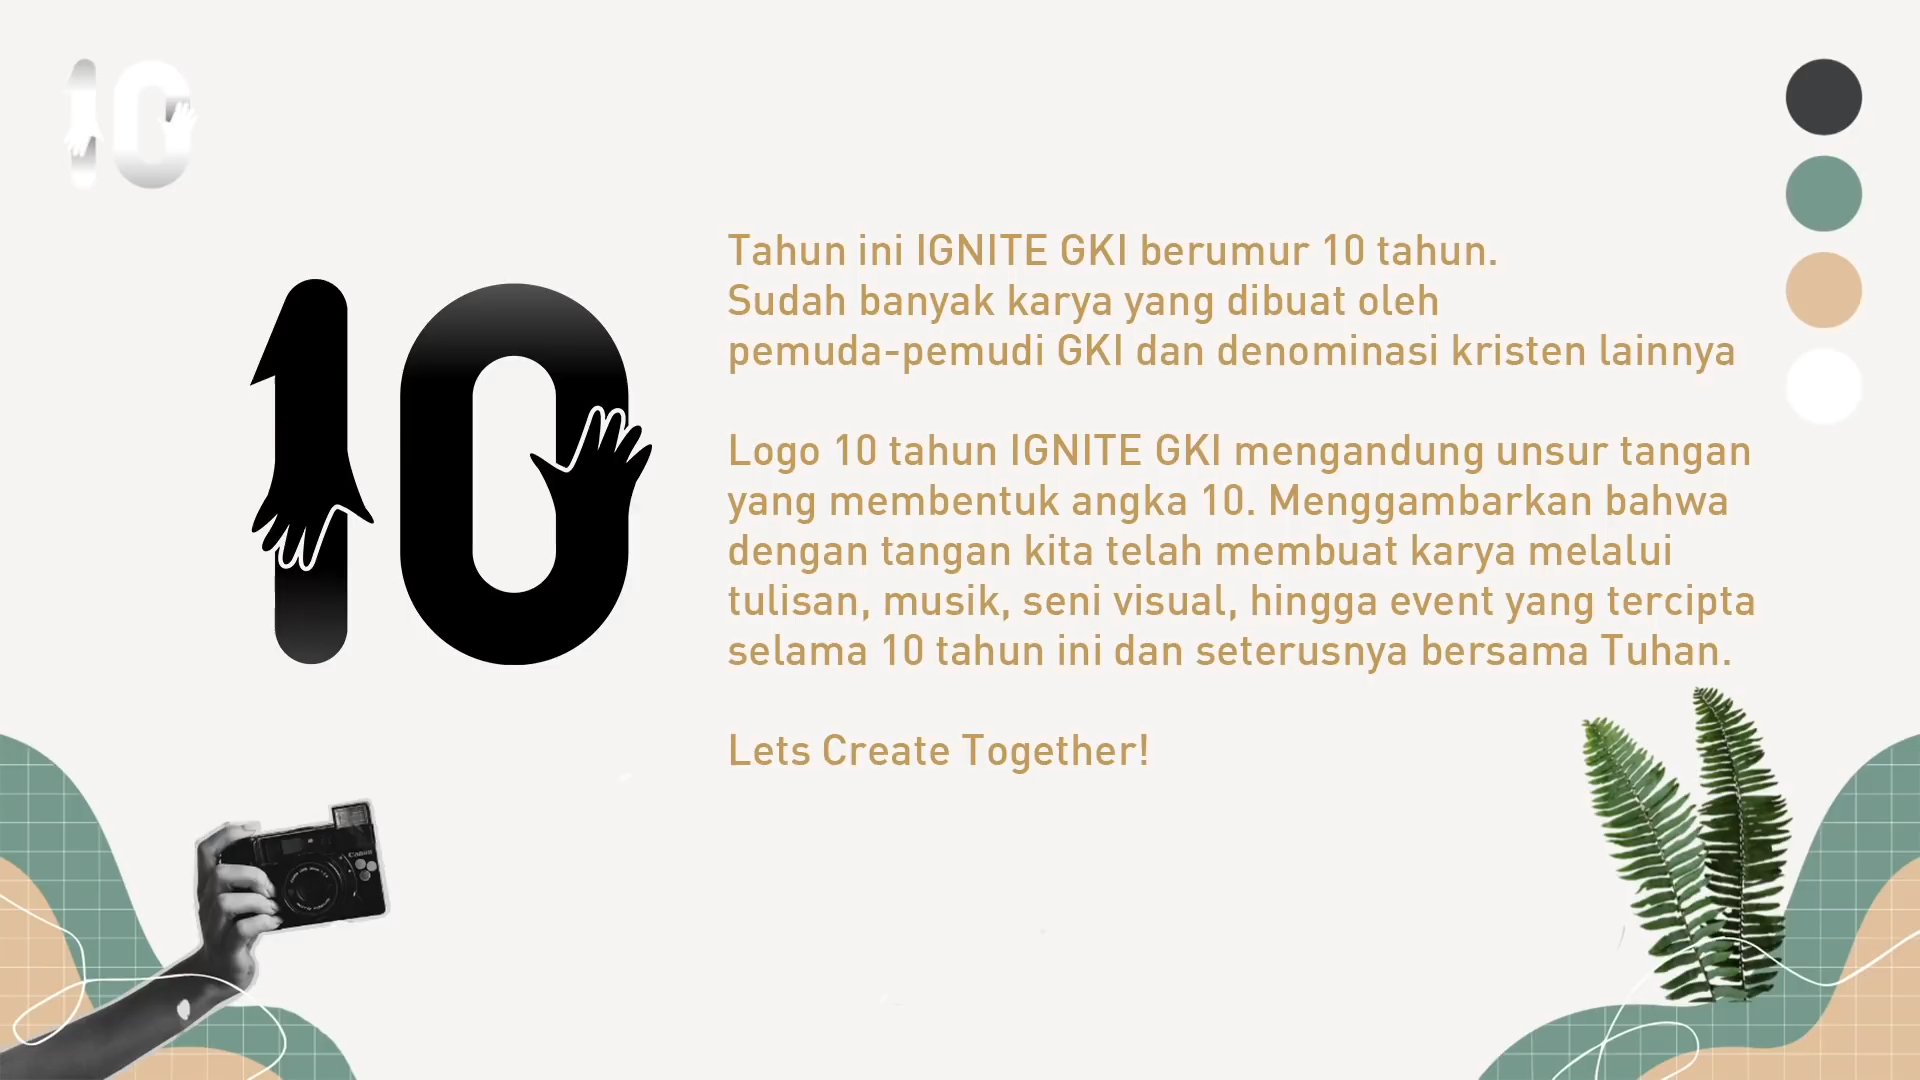 10
10
Tahun ini IGNITE GKI berumur 10 tahun.
Sudah banyak karya yang dibuat oleh
pemuda-pemudi GKI dan denominasi kristen lainnya
Logo 10 tahun IGNITE GKI mengandung unsur tangan
yang membentuk angka 10. Menggambarkan bahwa
dengan tangan kita telah membuat karya melalui
tulisan, musik, seni visual, hingga event yang tercipta
selama 10 tahun ini dan seterusnya bersama Tuhan.
Lets Create Together!
Canon